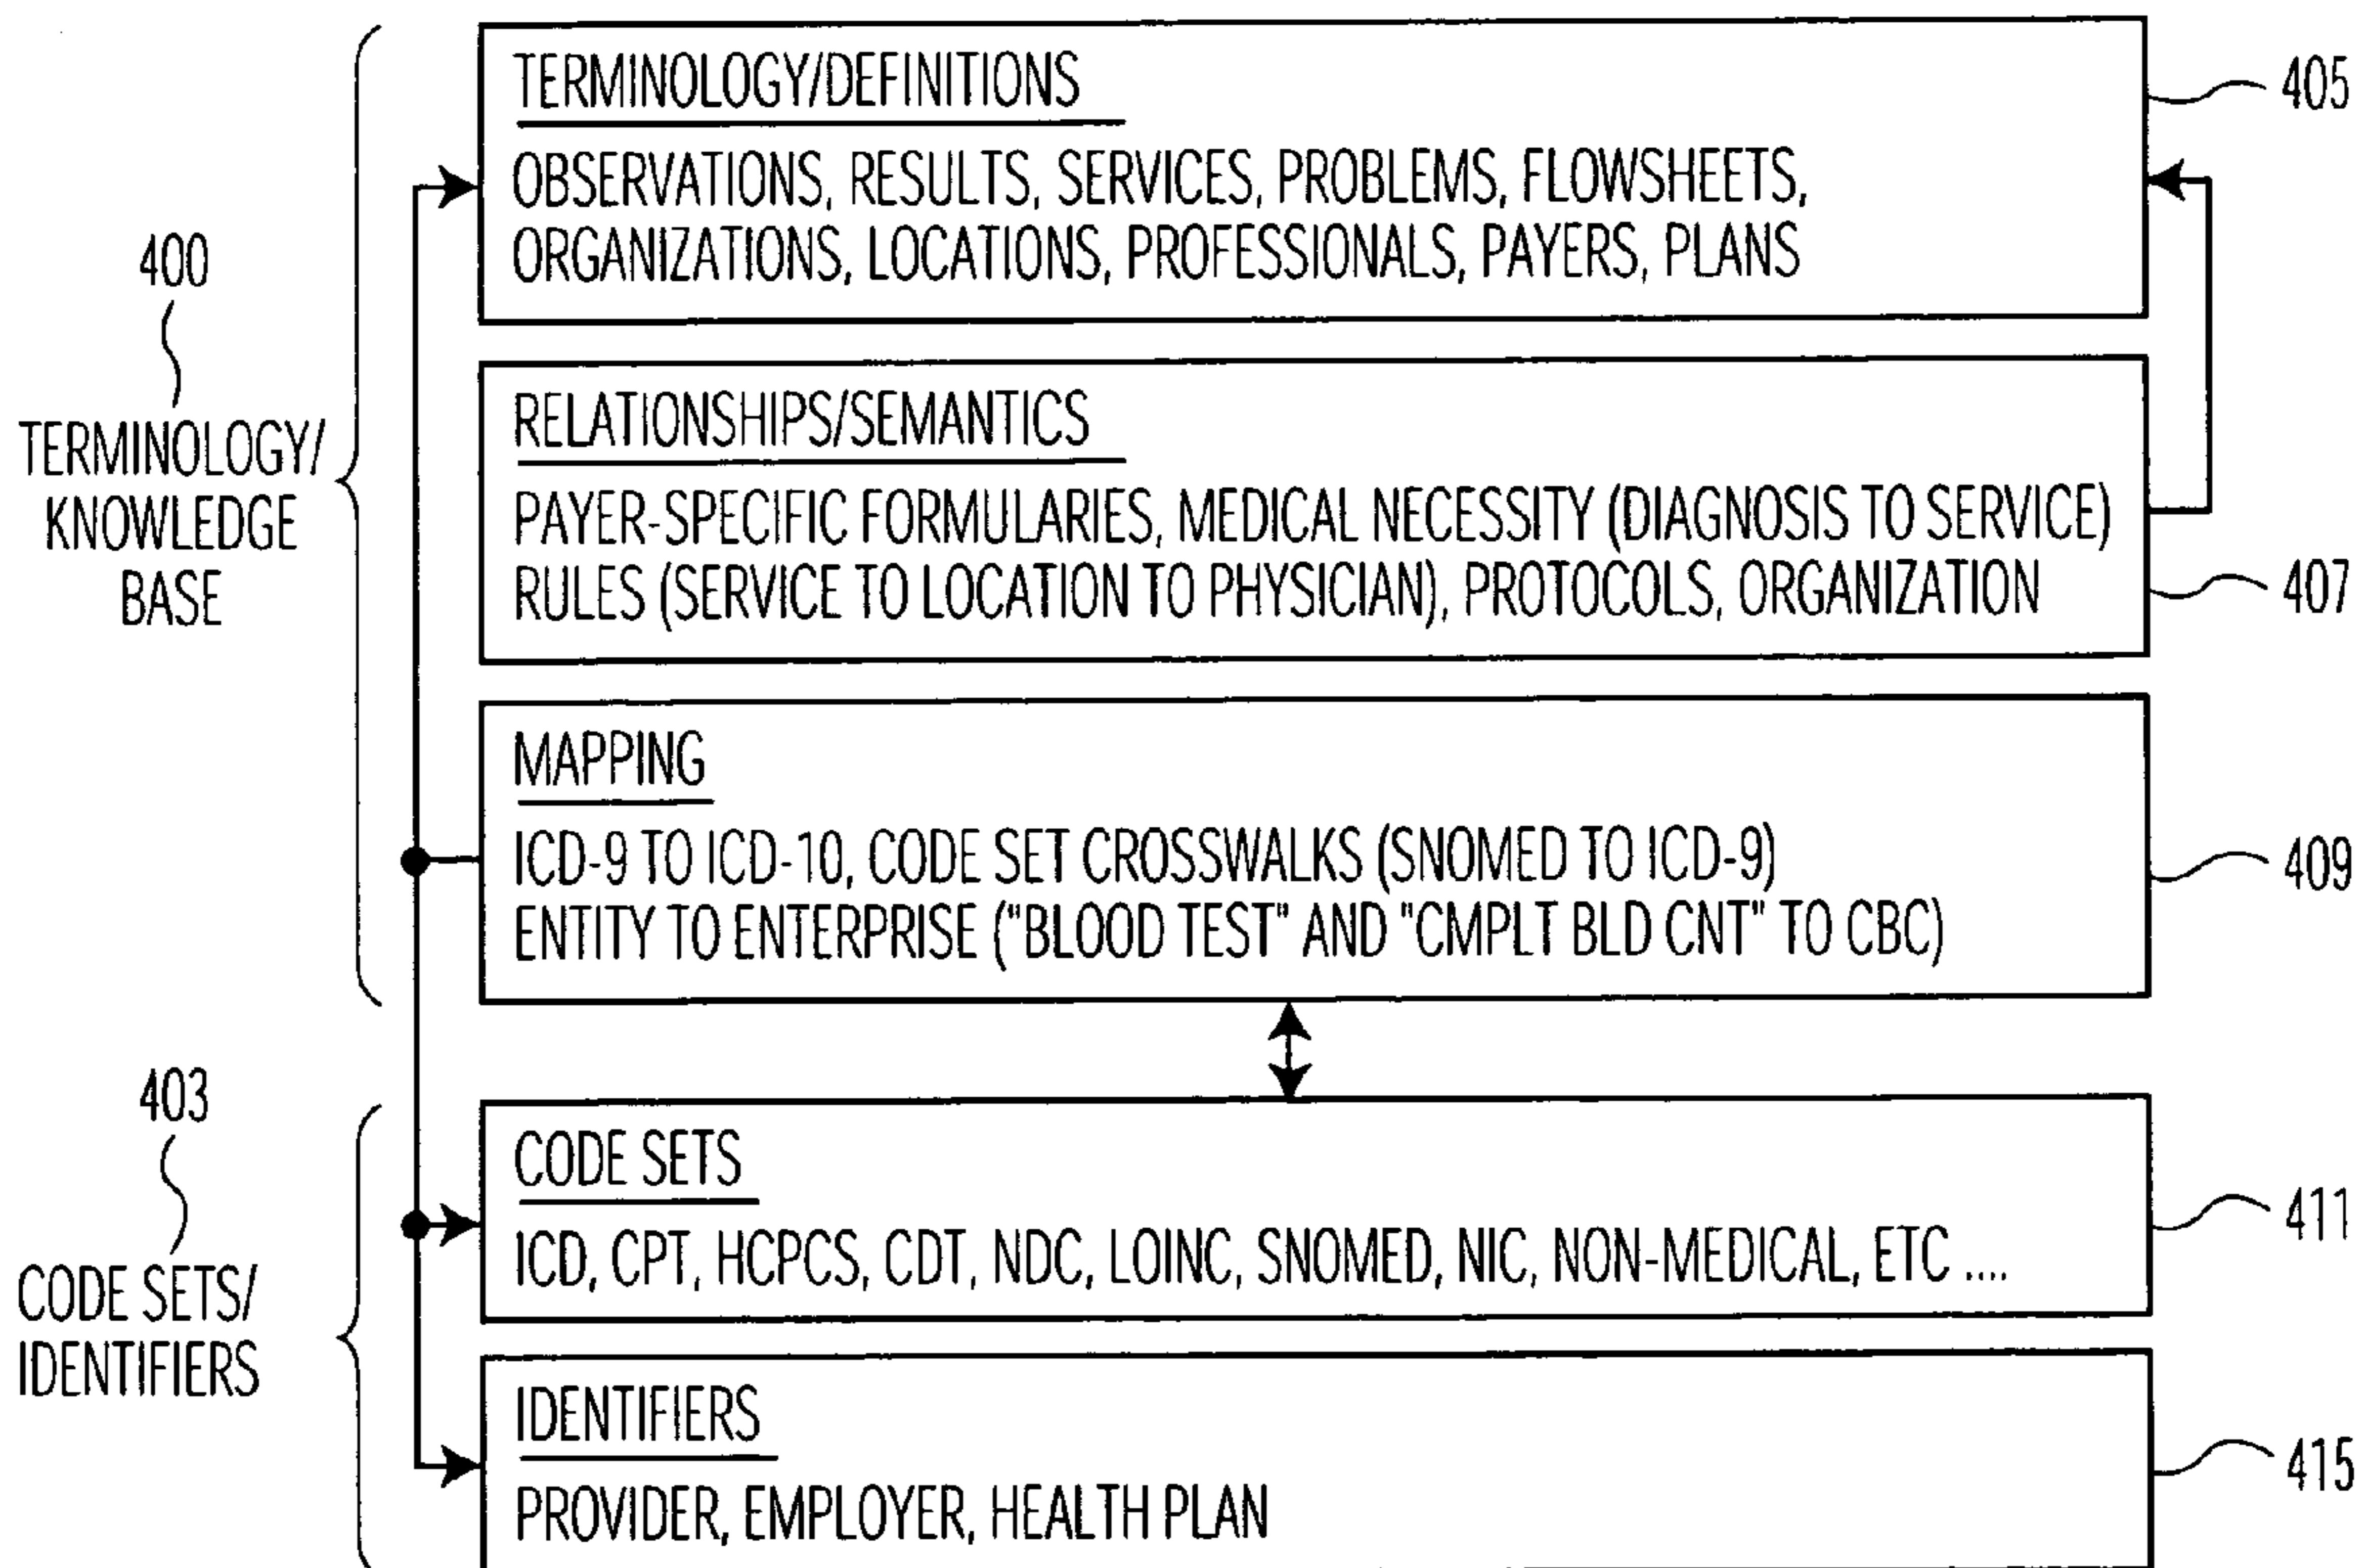 TERMINOLOGY/DEFINITIONS
OBSERVATIONS, RESULTS, SERVICES, PROBLEMS, FLOWSHEETS,
ORGANIZATIONS, LOCATIONS, PROFESSIONALS, PAYERS, PLANS
405
400
TERMINOLOGY/
KNOWLEDGE
BASE
RELATIONSHIPS/SEMANTICS
PAYER-SPECIFIC FORMULARIES, MEDICAL NECESSITY (DIAGNOSIS TO SERVICE)
RULES (SERVICE TO LOCATION TO PHYSICIAN), PROTOCOLS, ORGANIZATION
407
MAPPING
ICD-9 TO ICD-10, CODE SET CROSSWALKS (SNOMED TO ICD-9)
ENTITY TO ENTERPRISE ("BLOOD TEST" AND "CMPLT BLD CNT" TO CBC)
409
403
CODE SETS/
IDENTIFIERS
CODE SETS
ICD, CPT, HCPCS, CDT, NDC, LOINC, SNOMED, NIC, NON-MEDICAL, ETC ....
411
IDENTIFIERS
PROVIDER, EMPLOYER, HEALTH PLAN
415